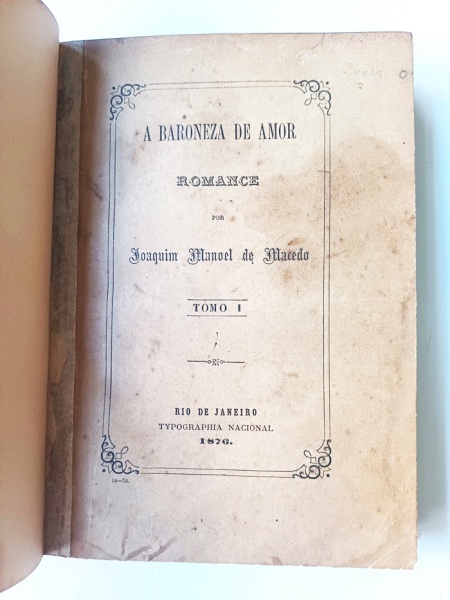 A BARONEZA DE AMOR
ROMANCE
POR
Joaquim Manoel de Macedo
TOMO I
RIO DE JANEIRO
TYPOGRAPHIA NACIONAL
1876.